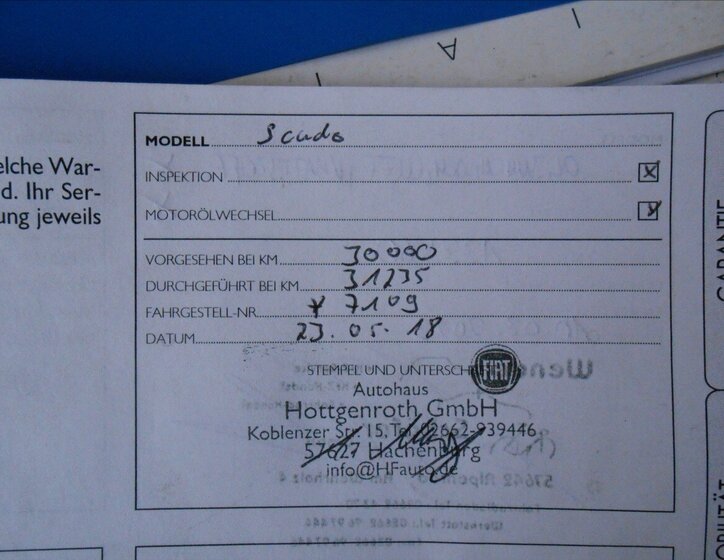 A
elche War-
d. Ihr Ser-
ung jeweils
MODELL Scudo
INSPEKTION X
MOTORÖLWECHSEL X
VORGESEHEN BEI KM 30000
DURCHGEFÜHRT BEI KM 31235
FAHRGESTELL-NR. * 7109
DATUM 23.05.18
STEMPEL UND UNTERSCH
FIAT
Autohaus
Hottgenroth GmbH
Koblenzer Str. 15, Tel. 02662-939446
57627 Hachenburg
info@HFauto.de
GARANTIE